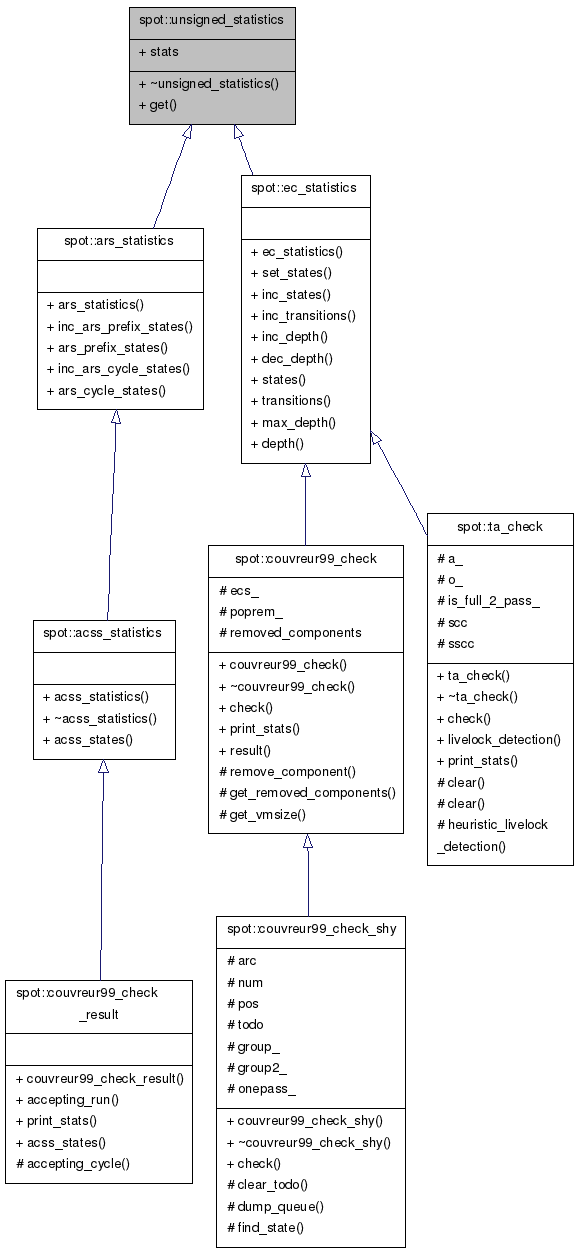 spot::unsigned_statistics
+ stats
+ ~unsigned_statistics()
+ get()
spot::ec_statistics
+ ec_statistics()
+ set_states()
+ inc_states()
+ inc_transitions()
+ inc_depth()
+ dec_depth()
+ states()
+ transitions()
+ max_depth()
+ depth()
spot::ars_statistics
+ ars_statistics()
+ inc_ars_prefix_states()
+ ars_prefix_states()
+ inc_ars_cycle_states()
+ ars_cycle_states()
spot::ta_check
# a_
# o_
# is_full_2_pass_
# scc
# sscc
+ ta_check()
+ ~ta_check()
+ check()
+ livelock_detection()
+ print_stats()
# clear()
# clear()
# heuristic_livelock
_detection()
spot::couvreur99_check
# ecs_
# poprem_
# removed_components
+ couvreur99_check()
+ ~couvreur99_check()
+ check()
+ print_stats()
+ result()
# remove_component()
# get_removed_components()
# get_vmsize()
spot::acss_statistics
+ acss_statistics()
+ ~acss_statistics()
+ acss_states()
spot::couvreur99_check_shy
# arc
# num
# pos
# todo
# group_
# group2_
# onepass_
+ couvreur99_check_shy()
+ ~couvreur99_check_shy()
+ check()
# clear_todo()
# dump_queue()
# find_state()
spot::couvreur99_check
_result
+ couvreur99_check_result()
+ accepting_run()
+ print_stats()
+ acss_states()
# accepting_cycle()